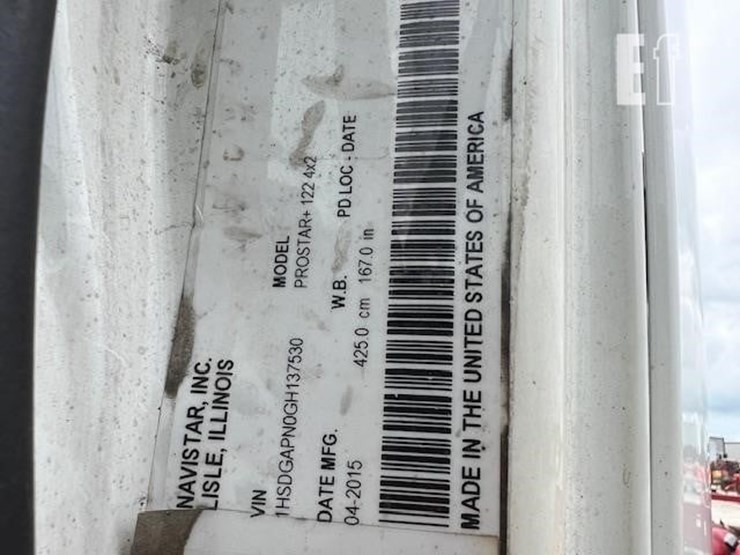 NAVISTAR, INC.
LISLE, ILLINOIS
VIN
1HSDGAPN0GH137530
MODEL
PROSTAR+ 122 4x2
DATE MFG.
04-2015
W.B.
425.0 cm 167.0 in
PD LOC - DATE
MADE IN THE UNITED STATES OF AMERICA
Ef